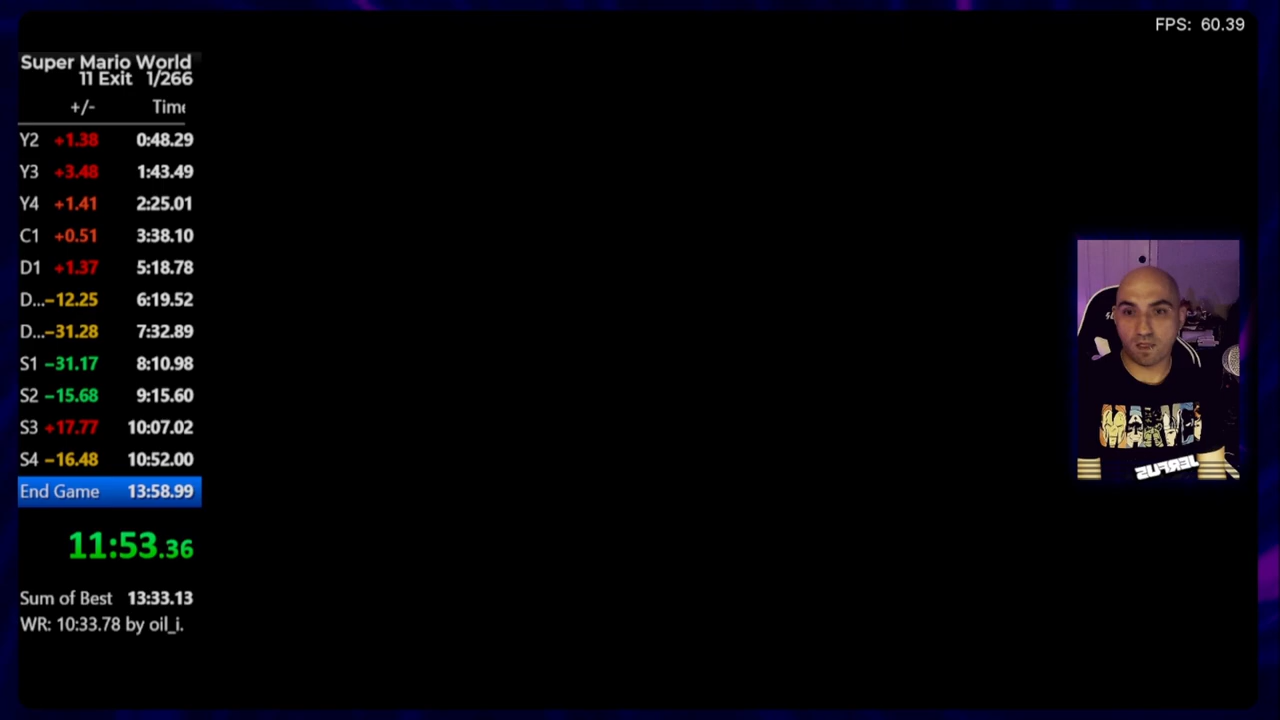 FPS: 60.39
Super Mario World
11 Exit 1/266
+/- Time
Y2 +1.38 0:48.29
Y3 +3.48 1:43.49
Y4 +1.41 2:25.01
C1 +0.51 3:38.10
D1 +1.37 5:18.78
D... -12.25 6:19.52
D... -31.28 7:32.89
S1 -31.17 8:10.98
S2 -15.68 9:15.60
S3 +17.77 10:07.02
S4 -16.48 10:52.00
End Game 13:58.99
11:53.36
Sum of Best 13:33.13
WR: 10:33.78 by oil_i.
MARVEL
JERFUS